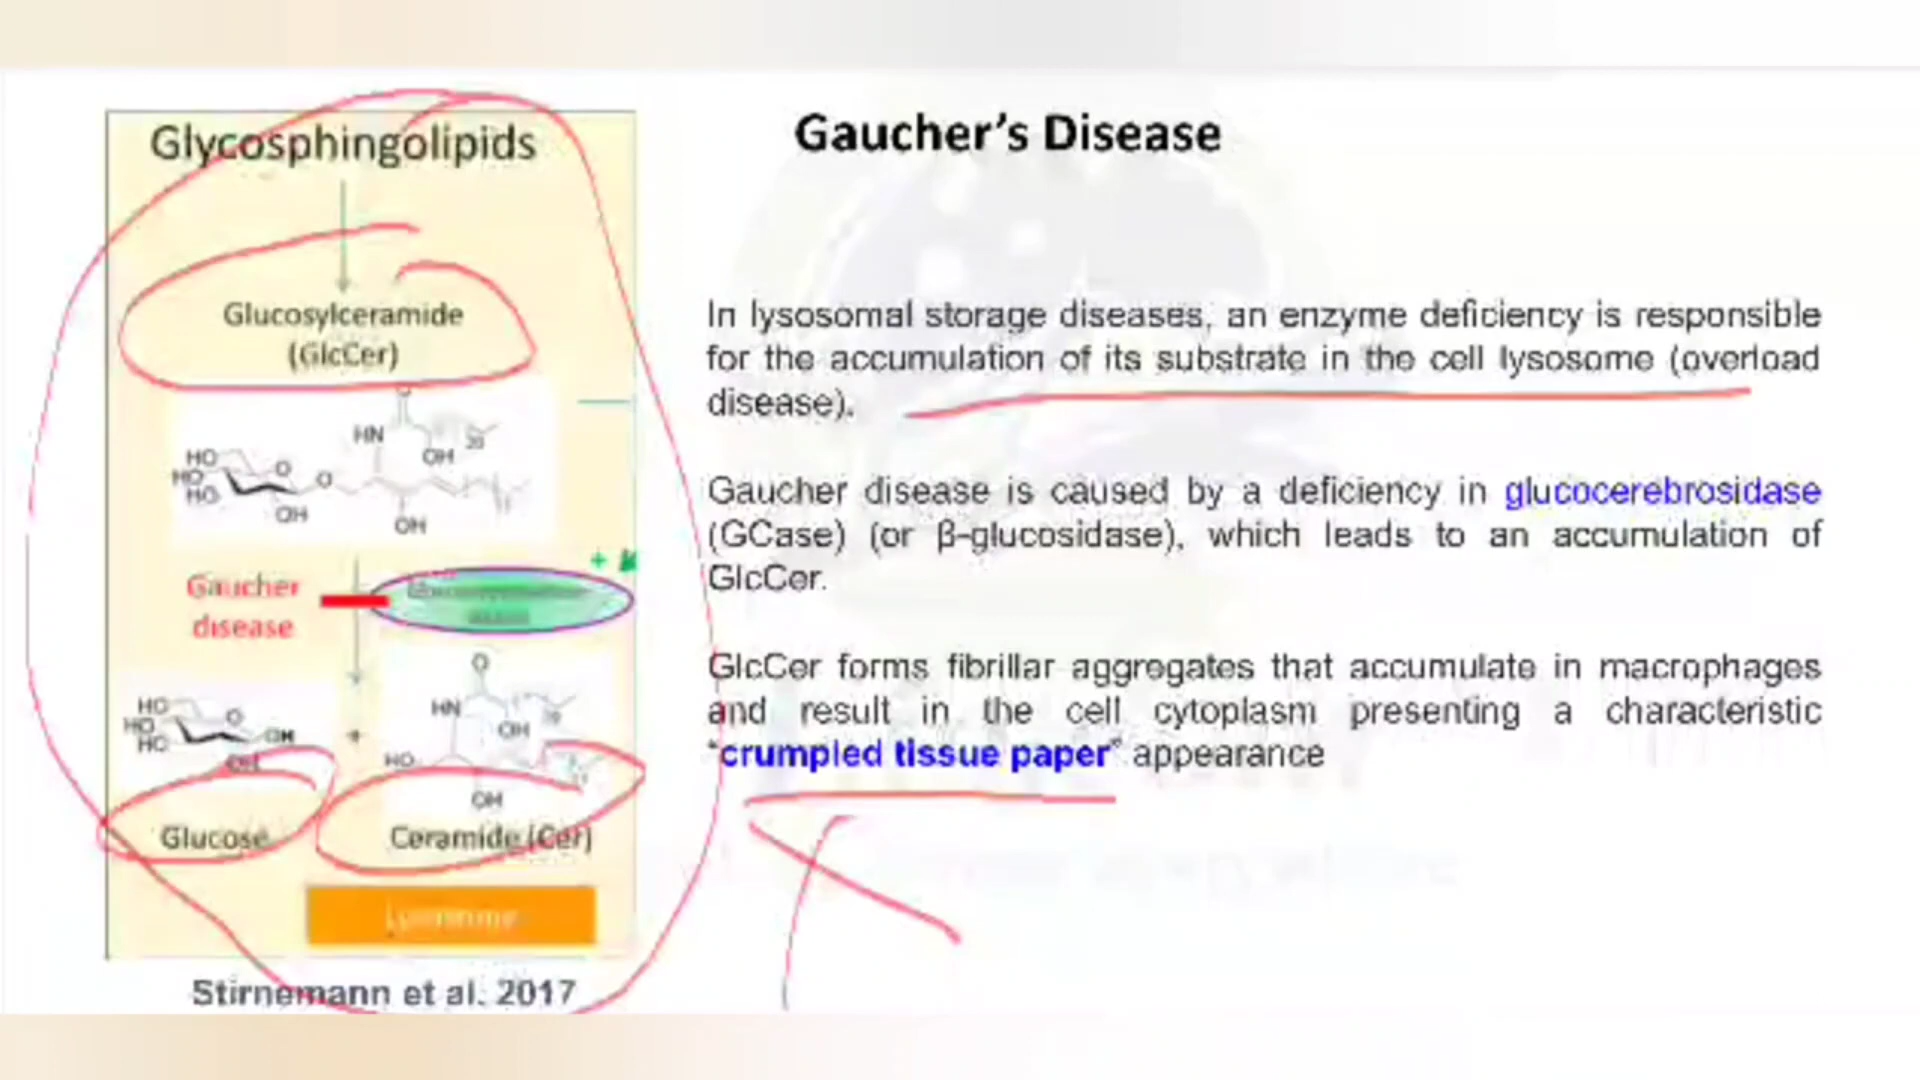 Glycosphingolipids
Glucosylceramide
(GlcCer)
O
HN
OH
20
HO
HO
HO
O
O
OH
OH
Gaucher
disease
+
O
HN
OH
HO
HO
HO
O
OH
OH
+
HO
OH
Glucose
Ceramide (Cer)
Lysosome
Stirnemann et al. 2017
Gaucher's Disease
In lysosomal storage diseases, an enzyme deficiency is responsible
for the accumulation of its substrate in the cell lysosome (overload
disease).
Gaucher disease is caused by a deficiency in glucocerebrosidase
(GCase) (or β-glucosidase), which leads to an accumulation of
GlcCer.
GlcCer forms fibrillar aggregates that accumulate in macrophages
and result in the cell cytoplasm presenting a characteristic
"crumpled tissue paper" appearance